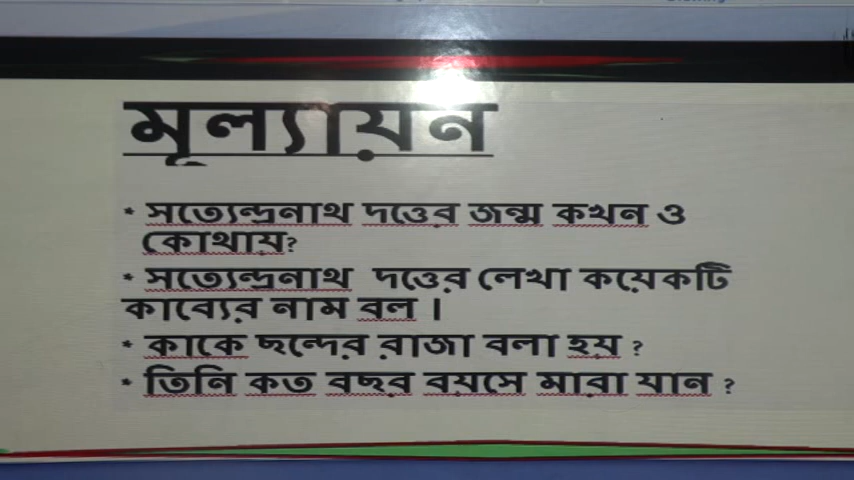 মূল্যায়ন
* সত্যেন্দ্রনাথ দত্তের জন্ম কখন ও
কোথায়?
* সত্যেন্দ্রনাথ দত্তের লেখা কয়েকটি
কাব্যের নাম বল ।
* কাকে ছন্দের রাজা বলা হয় ?
* তিনি কত বছর বয়সে মারা যান ?